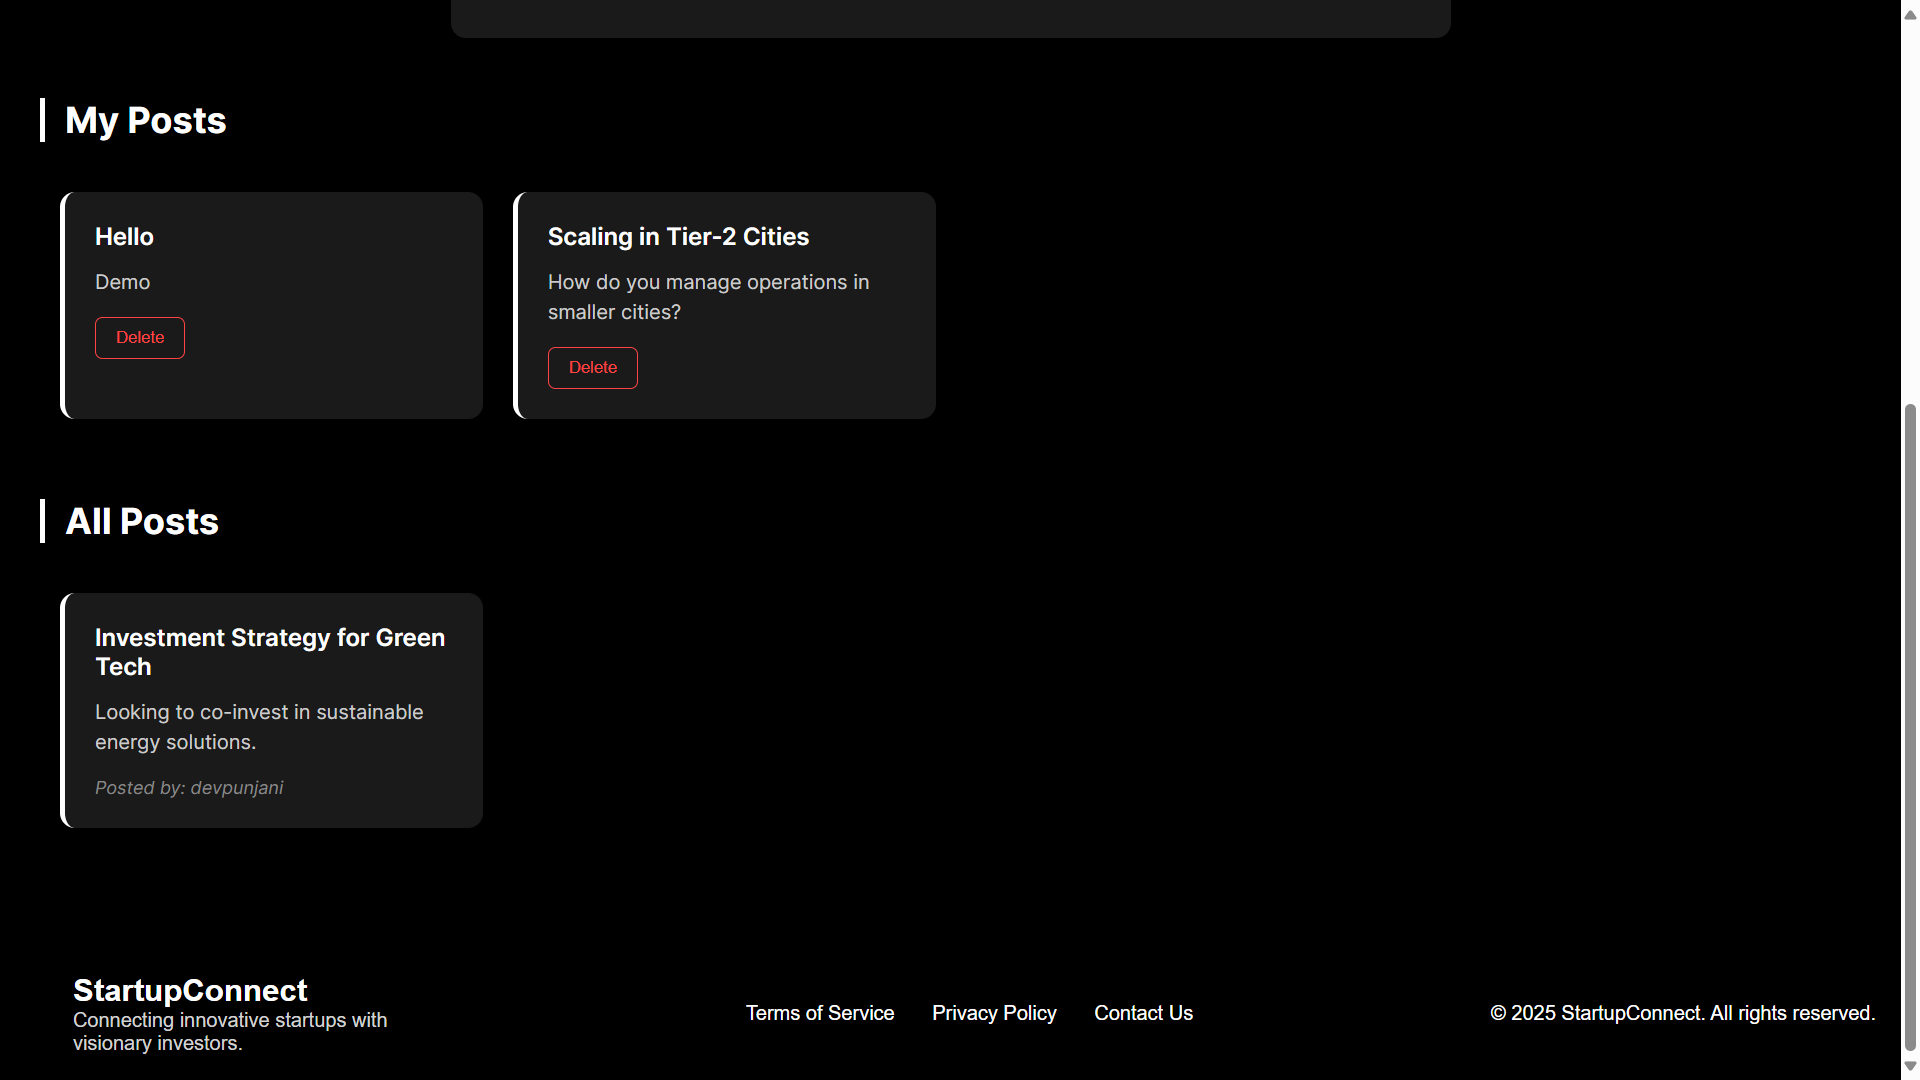 My Posts
Hello
Demo
Delete
Scaling in Tier-2 Cities
How do you manage operations in
smaller cities?
Delete
All Posts
Investment Strategy for Green
Tech
Looking to co-invest in sustainable
energy solutions.
Posted by: devpunjani
StartupConnect
Connecting innovative startups with
visionary investors.
Terms of Service
Privacy Policy
Contact Us
© 2025 StartupConnect. All rights reserved.